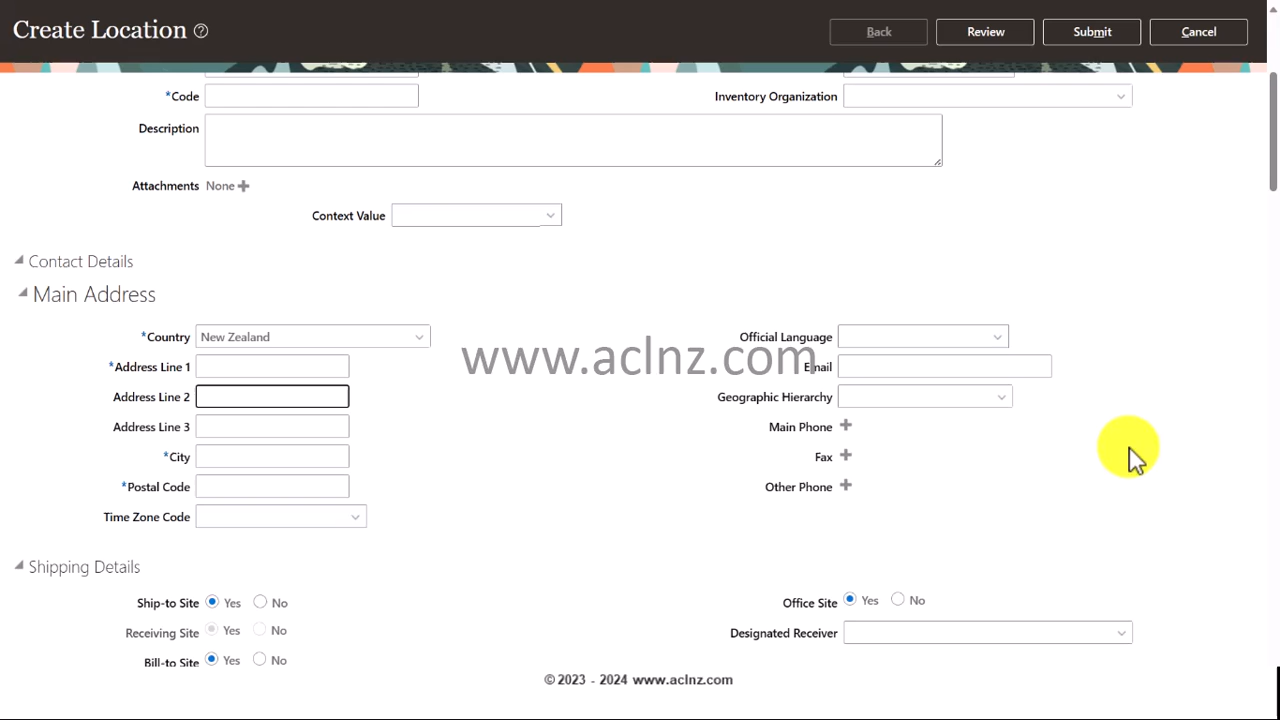 Create Location ?
Back Review Submit Cancel
*Code Inventory Organization
Description
Attachments None
Context Value
Contact Details
Main Address
*Country New Zealand Official Language
*Address Line 1 Email
Address Line 2 Geographic Hierarchy
Address Line 3 Main Phone
*City Fax
*Postal Code Other Phone
Time Zone Code
www.aclnz.com
Shipping Details
Ship-to Site Yes No Office Site Yes No
Receiving Site Yes No Designated Receiver
Bill-to Site Yes No
© 2023 - 2024 www.aclnz.com